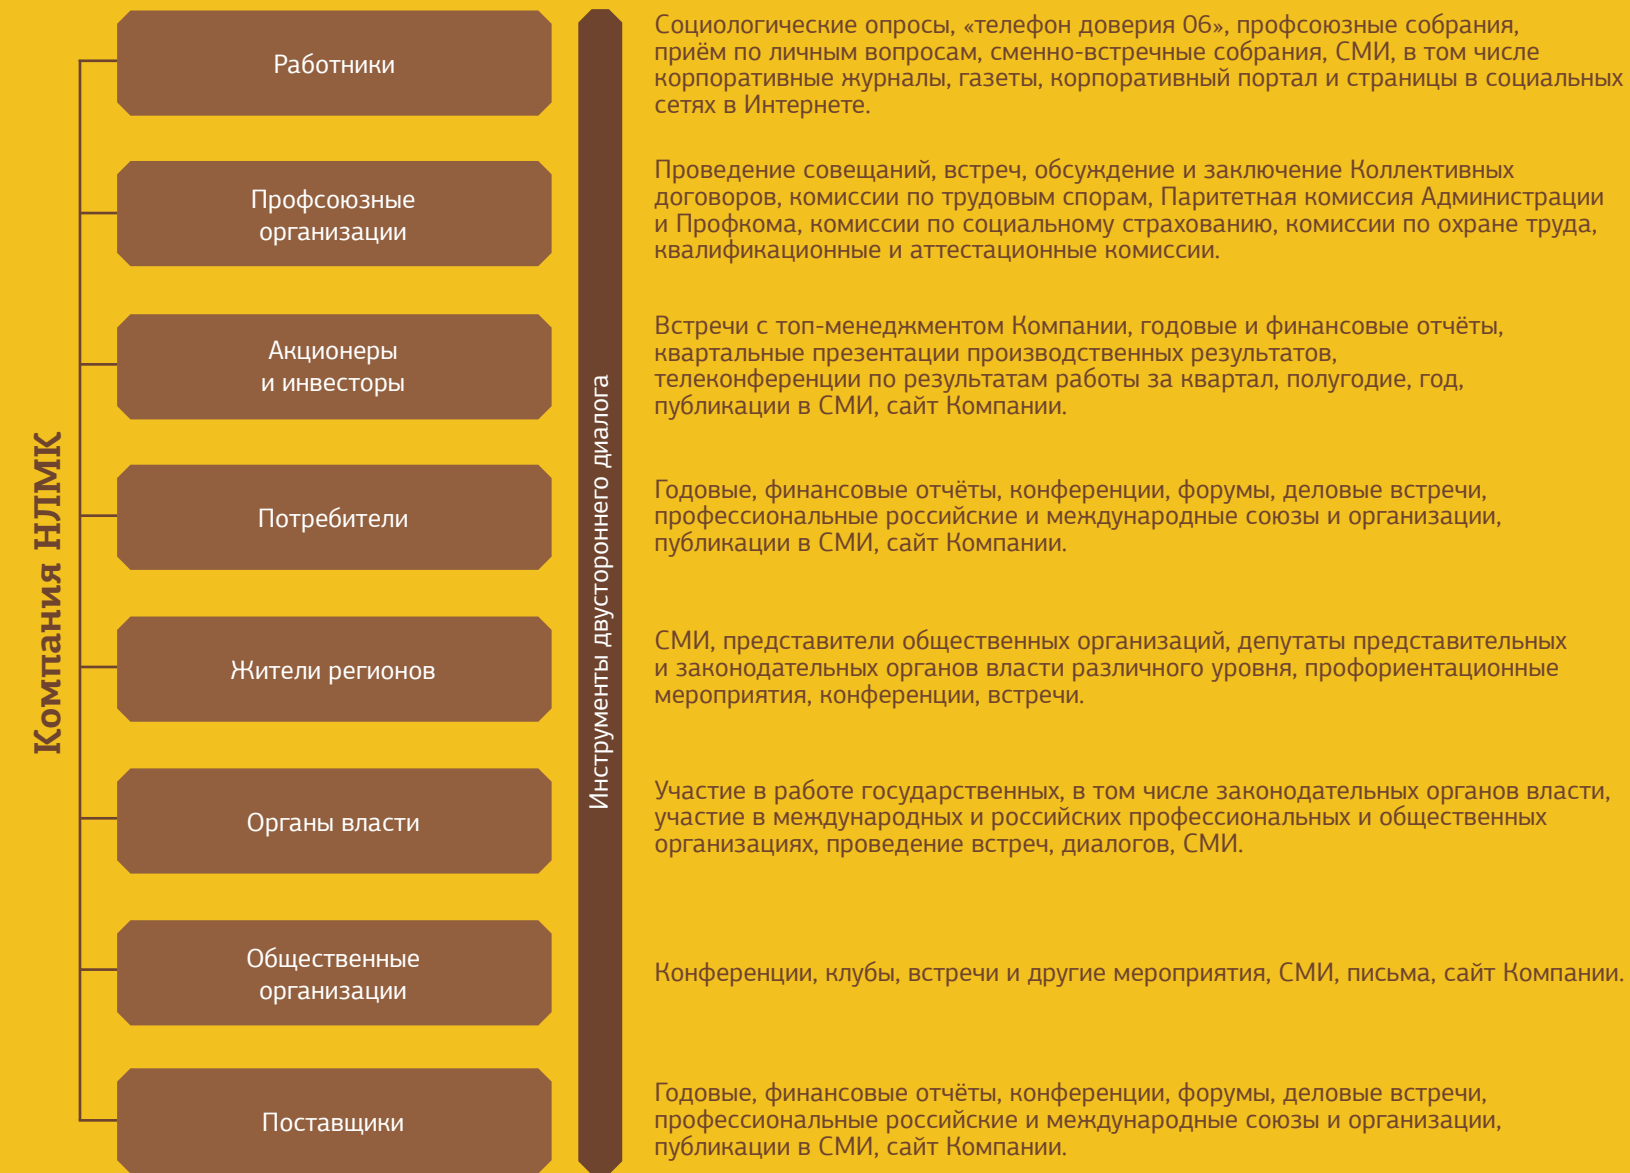 Компания НЛМК
Работники
Социологические опросы, «телефон доверия 06», профсоюзные собрания,
приём по личным вопросам, сменно-встречные собрания, СМИ, в том числе
корпоративные журналы, газеты, корпоративный портал и страницы в социальных
сетях в Интернете.
Профсоюзные
организации
Проведение совещаний, встреч, обсуждение и заключение Коллективных
договоров, комиссии по трудовым спорам, Паритетная комиссия Администрации
и Профкома, комиссии по социальному страхованию, комиссии по охране труда,
квалификационные и аттестационные комиссии.
Акционеры
и инвесторы
Встречи с топ-менеджментом Компании, годовые и финансовые отчёты,
квартальные презентации производственных результатов,
телеконференции по результатам работы за квартал, полугодие, год,
публикации в СМИ, сайт Компании.
Инструменты двустороннего диалога
Потребители
Годовые, финансовые отчёты, конференции, форумы, деловые встречи,
профессиональные российские и международные союзы и организации,
публикации в СМИ, сайт Компании.
Жители регионов
СМИ, представители общественных организаций, депутаты представительных
и законодательных органов власти различного уровня, профориентационные
мероприятия, конференции, встречи.
Органы власти
Участие в работе государственных, в том числе законодательных органов власти,
участие в международных и российских профессиональных и общественных
организациях, проведение встреч, диалогов, СМИ.
Общественные
организации
Конференции, клубы, встречи и другие мероприятия, СМИ, письма, сайт Компании.
Поставщики
Годовые, финансовые отчёты, конференции, форумы, деловые встречи,
профессиональные российские и международные союзы и организации,
публикации в СМИ, сайт Компании.